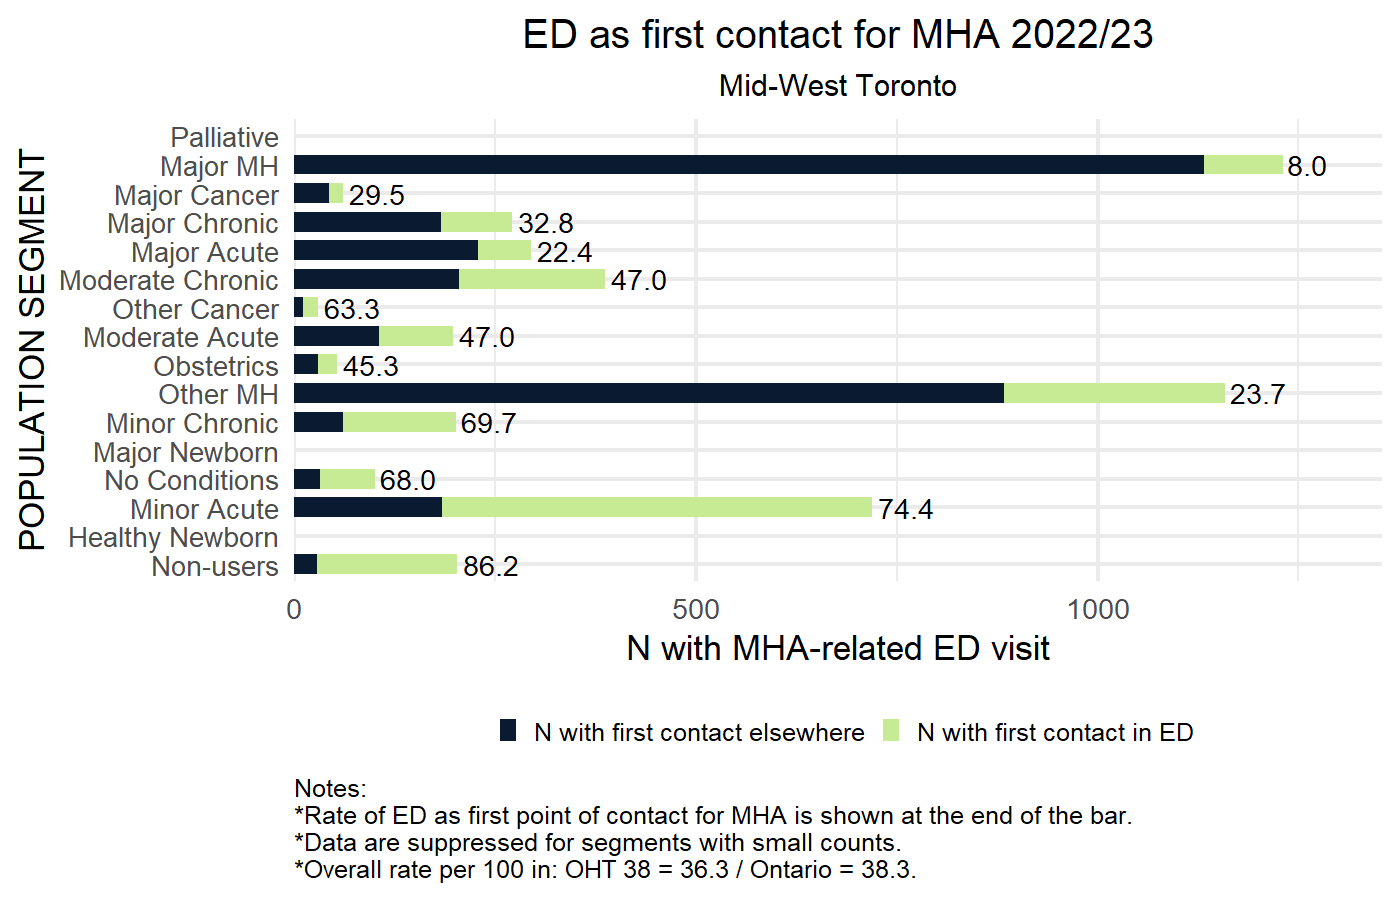 ED as first contact for MHA 2022/23
Mid-West Toronto
POPULATION SEGMENT
Palliative
Major MH 8.0
Major Cancer 29.5
Major Chronic 32.8
Major Acute 22.4
Moderate Chronic 47.0
Other Cancer 63.3
Moderate Acute 47.0
Obstetrics 45.3
Other MH 23.7
Minor Chronic 69.7
Major Newborn
No Conditions 68.0
Minor Acute 74.4
Healthy Newborn
Non-users 86.2
0 500 1000
N with MHA-related ED visit
N with first contact elsewhere N with first contact in ED
Notes:
*Rate of ED as first point of contact for MHA is shown at the end of the bar.
*Data are suppressed for segments with small counts.
*Overall rate per 100 in: OHT 38 = 36.3 / Ontario = 38.3.